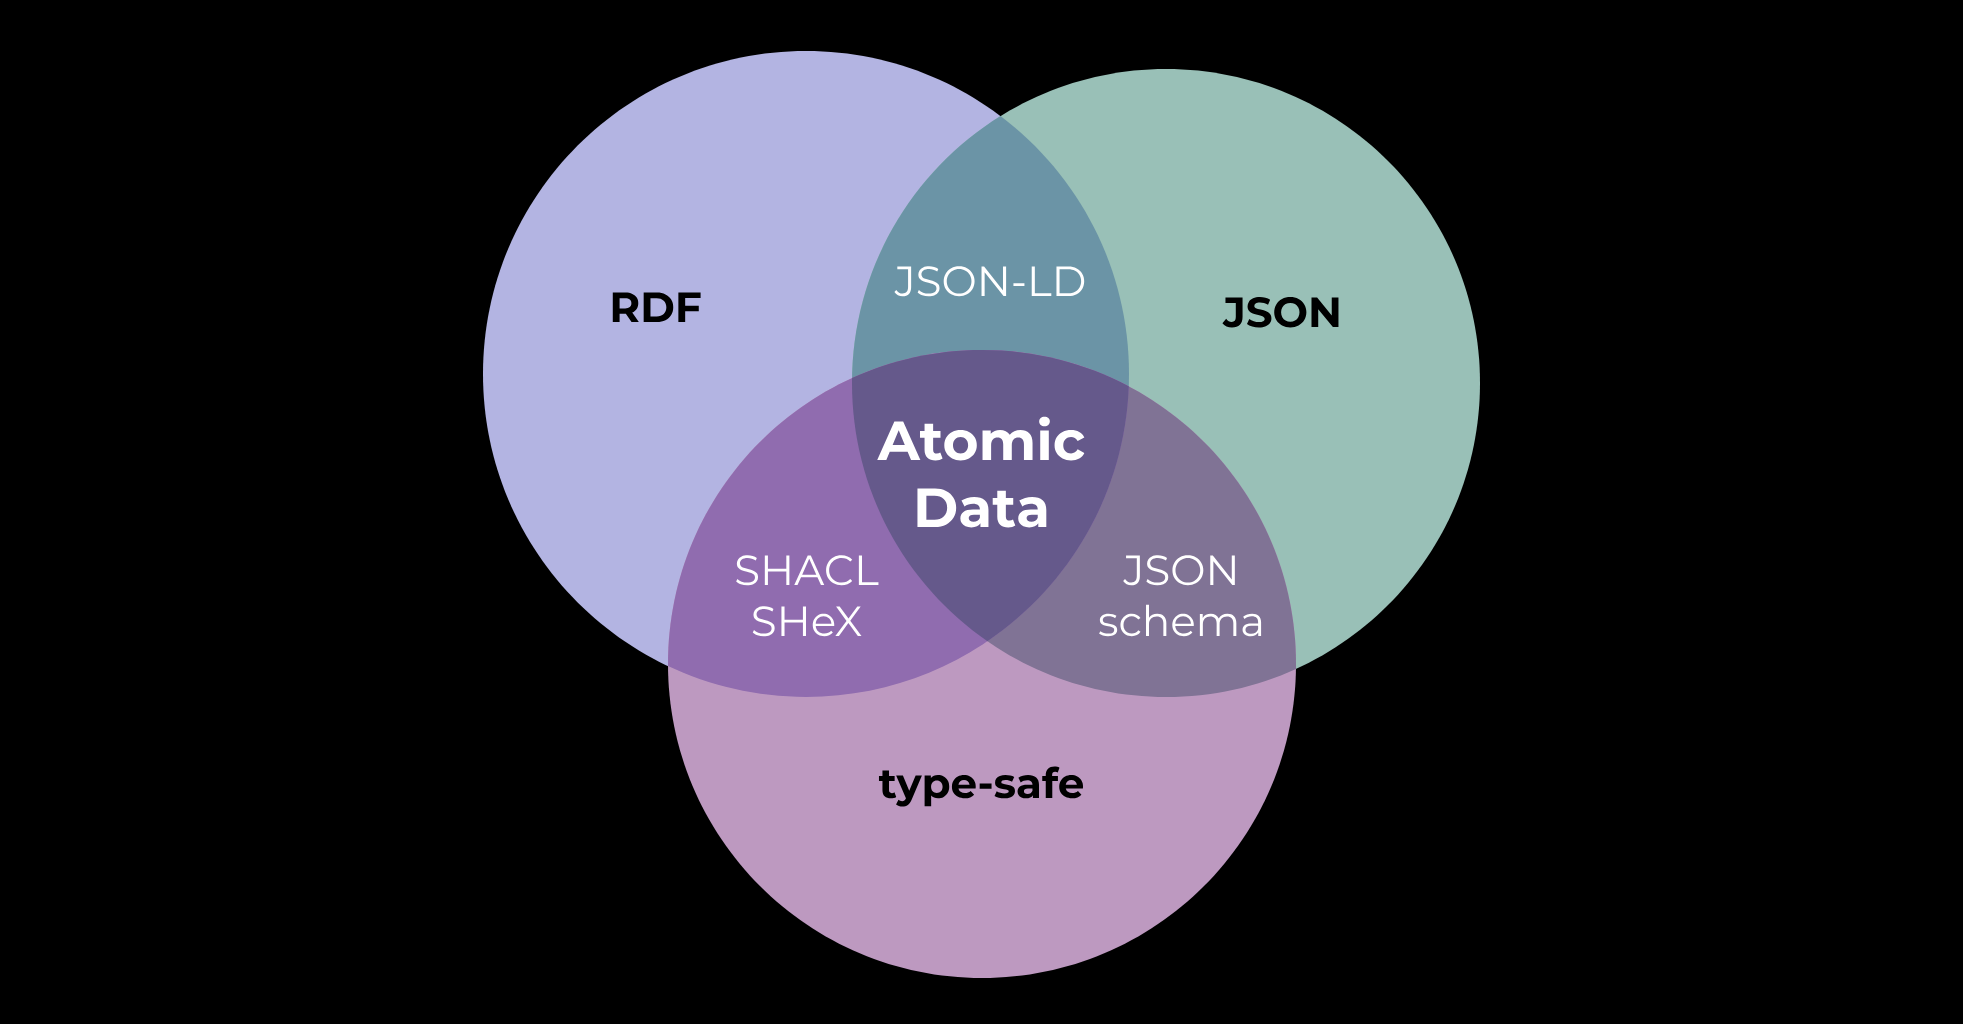 JSON-LD
RDF
JSON
Atomic
Data
SHACL
SHeX
JSON
schema
type-safe